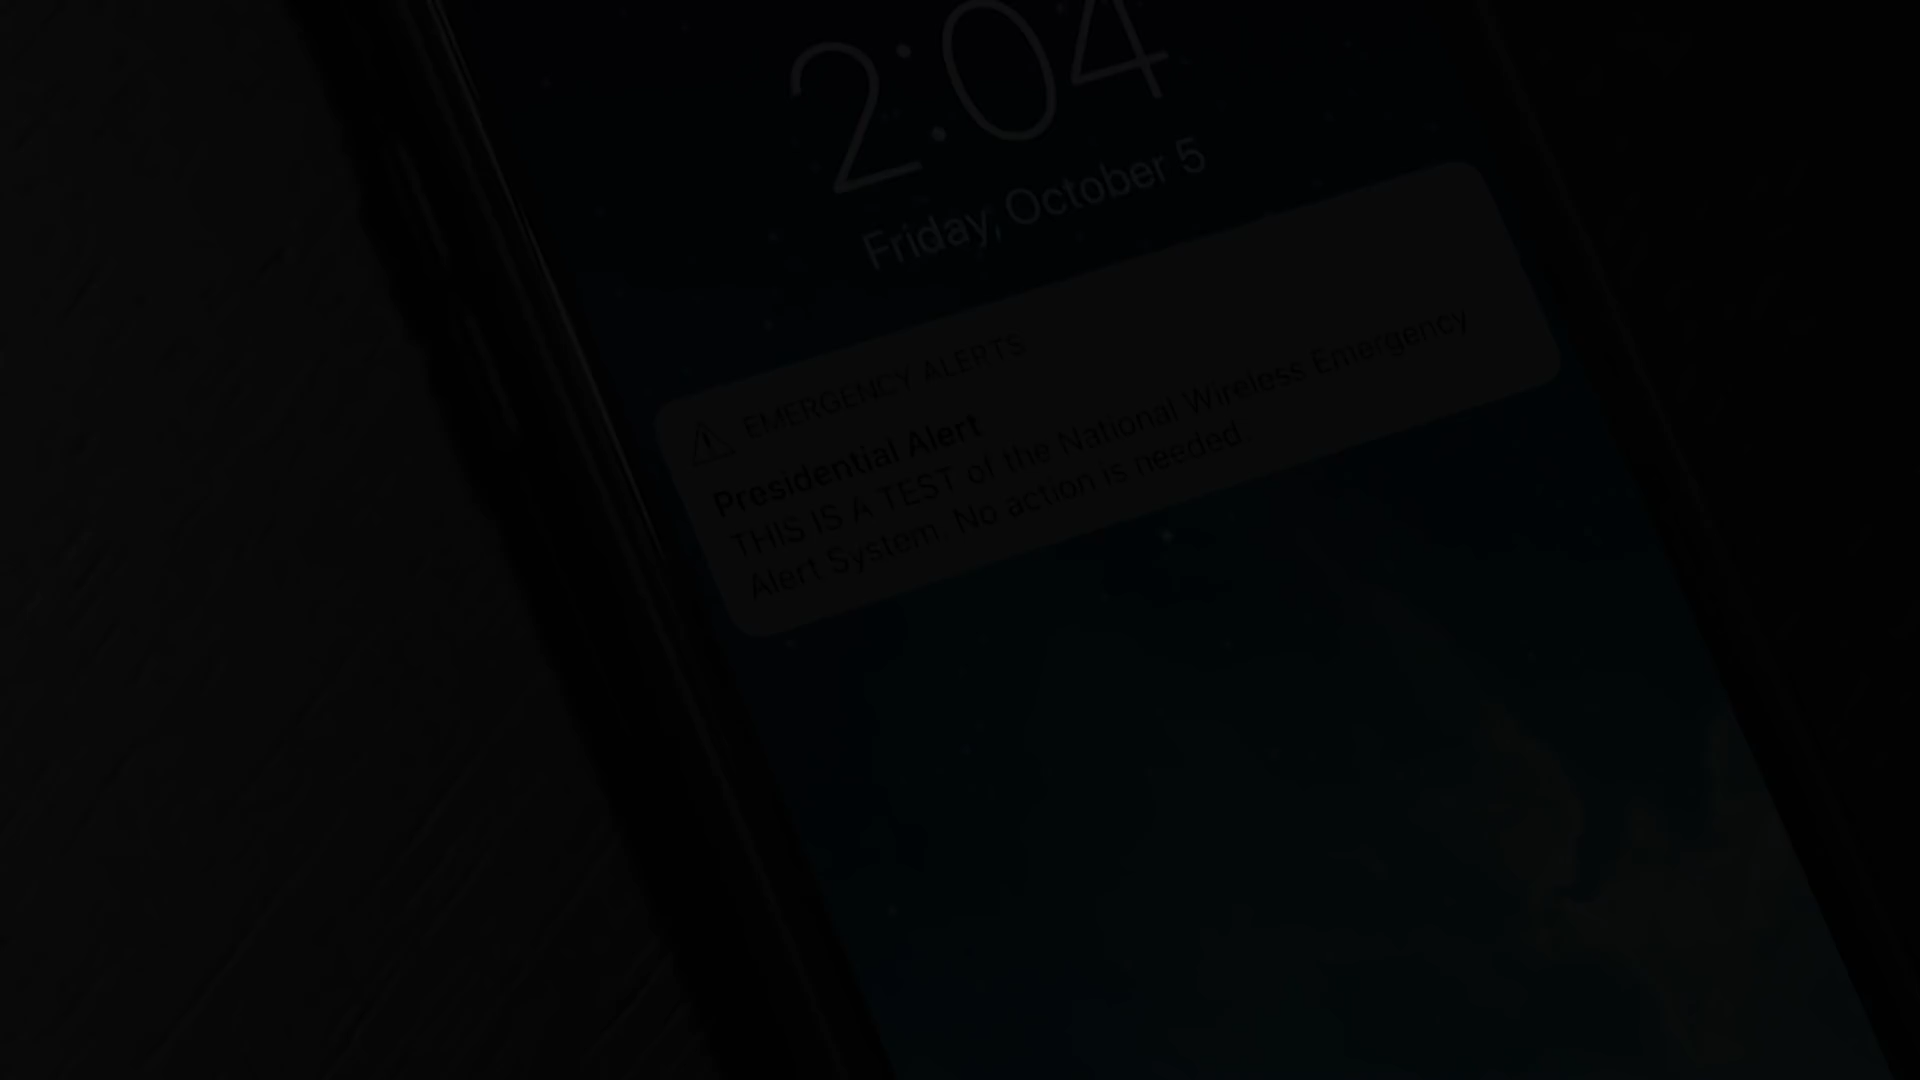 2:04
Friday, October 5
EMERGENCY ALERTS
Presidential Alert
THIS IS A TEST of the National Wireless Emergency
Alert System. No action is needed.